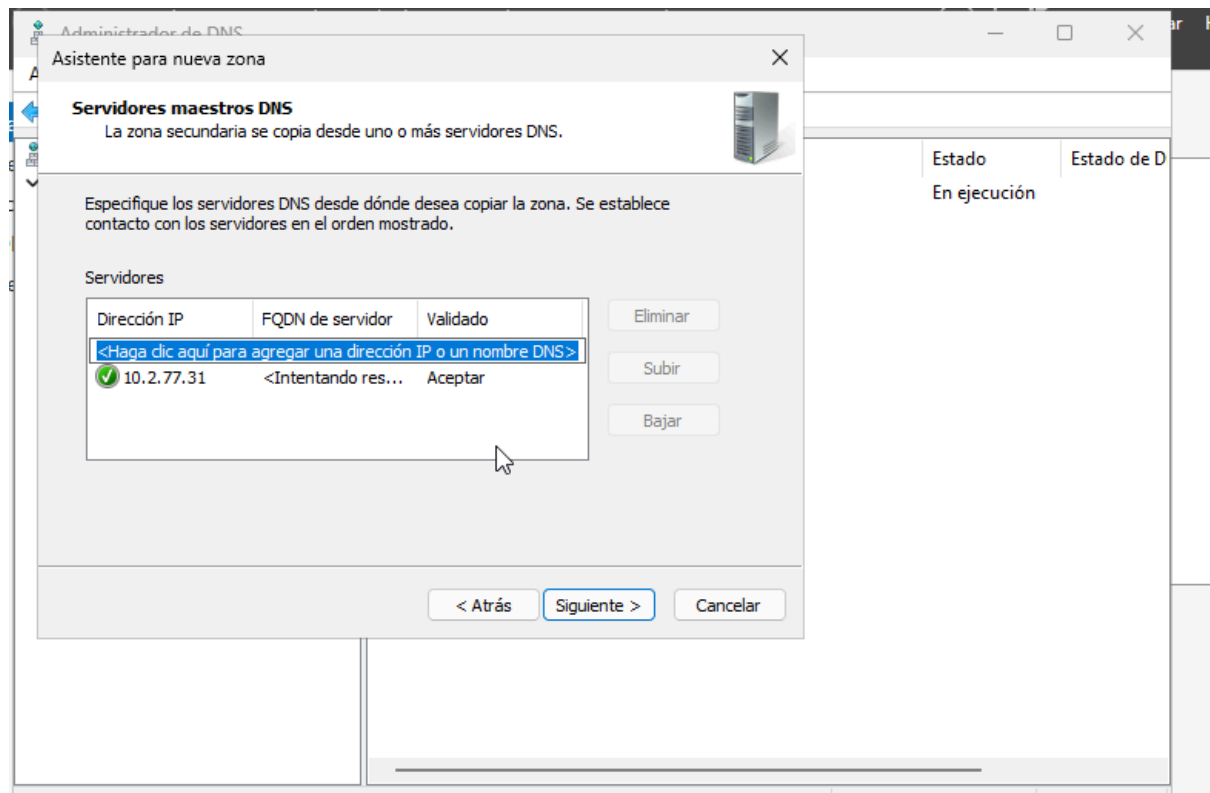 Administrador de DNS
Asistente para nueva zona
Servidores maestros DNS
La zona secundaria se copia desde uno o más servidores DNS.
Estado
Estado de D
En ejecución
Especifique los servidores DNS desde dónde desea copiar la zona. Se establece
contacto con los servidores en el orden mostrado.
Servidores
Dirección IP
FQDN de servidor
Validado
<Haga clic aquí para agregar una dirección IP o un nombre DNS>
10.2.77.31
<Intentando res...
Aceptar
Eliminar
Subir
Bajar
< Atrás
Siguiente >
Cancelar